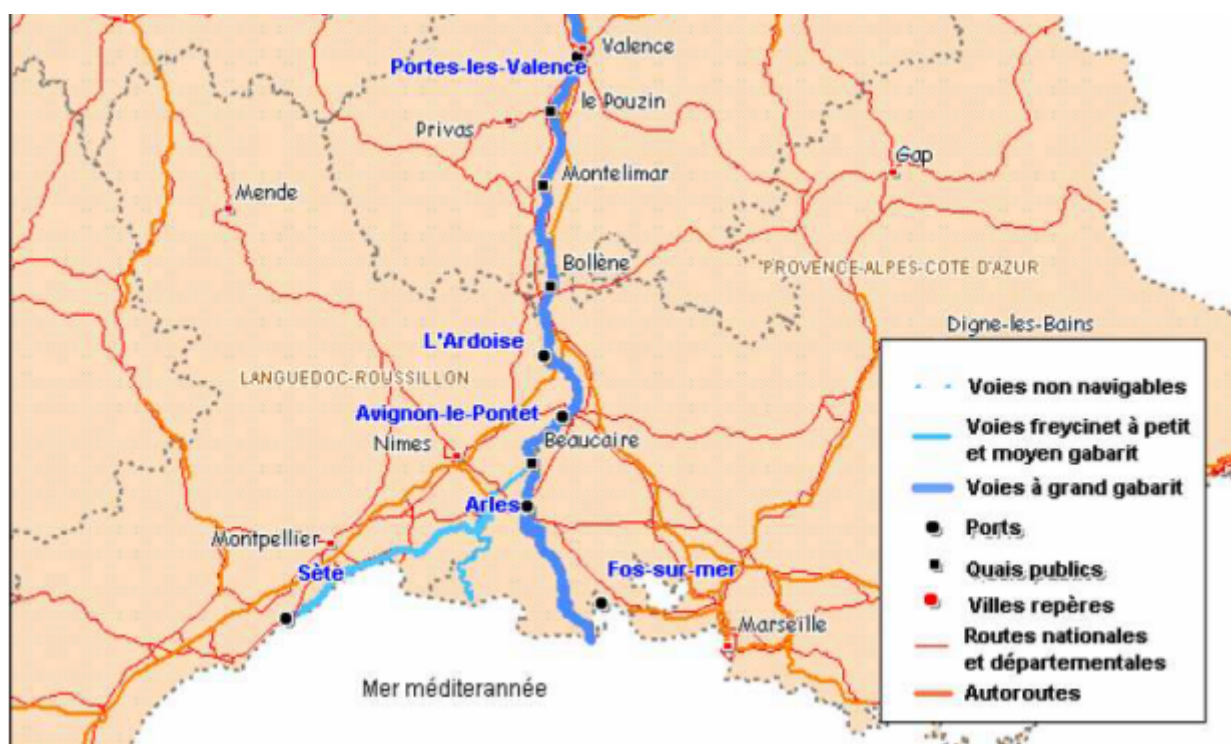 Valence
Portes-les-Valence
le Pouzin
Privas
Gap
Montelimar
Mende
Bollène
PROVENCE-ALPES-COTE D'AZUR
Digne-les-Bains
L'Ardoise
LANGUEDOC-ROUSSILLON
Avignon-le-Pontet
Nimes
Beaucaire
Arles
Montpellier
Sète
Fos-sur-mer
Marseille
Mer méditerannée
Voies non navigables
Voies freycinet à petit
et moyen gabarit
Voies à grand gabarit
Ports
Quais publics
Villes repères
Routes nationales
et départementales
Autoroutes